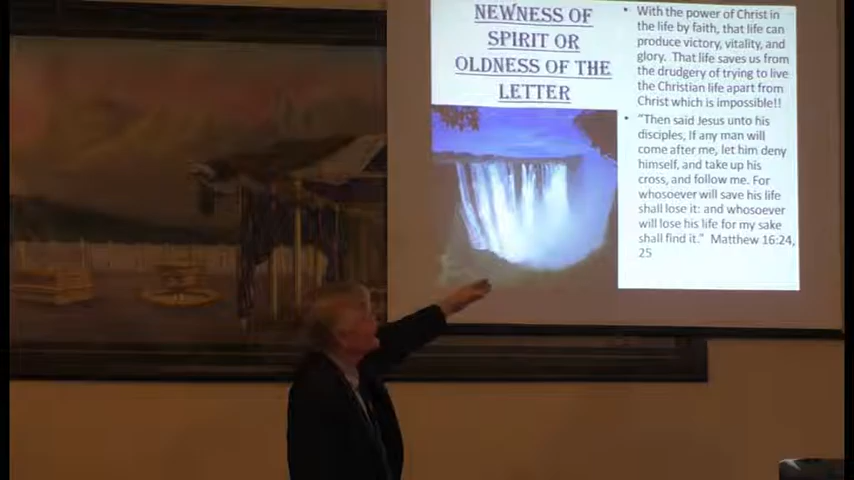 NEWNESS OF
SPIRIT OR
OLDNESS OF THE
LETTER
• With the power of Christ in
the life by faith, that life can
produce victory, vitality, and
glory. That life saves us from
the drudgery of trying to live
the Christian life apart from
Christ which is impossible!!
• "Then said Jesus unto his
disciples, If any man will
come after me, let him deny
himself, and take up his
cross, and follow me. For
whosoever will save his life
shall lose it: and whosoever
will lose his life for my sake
shall find it." Matthew 16:24,
25